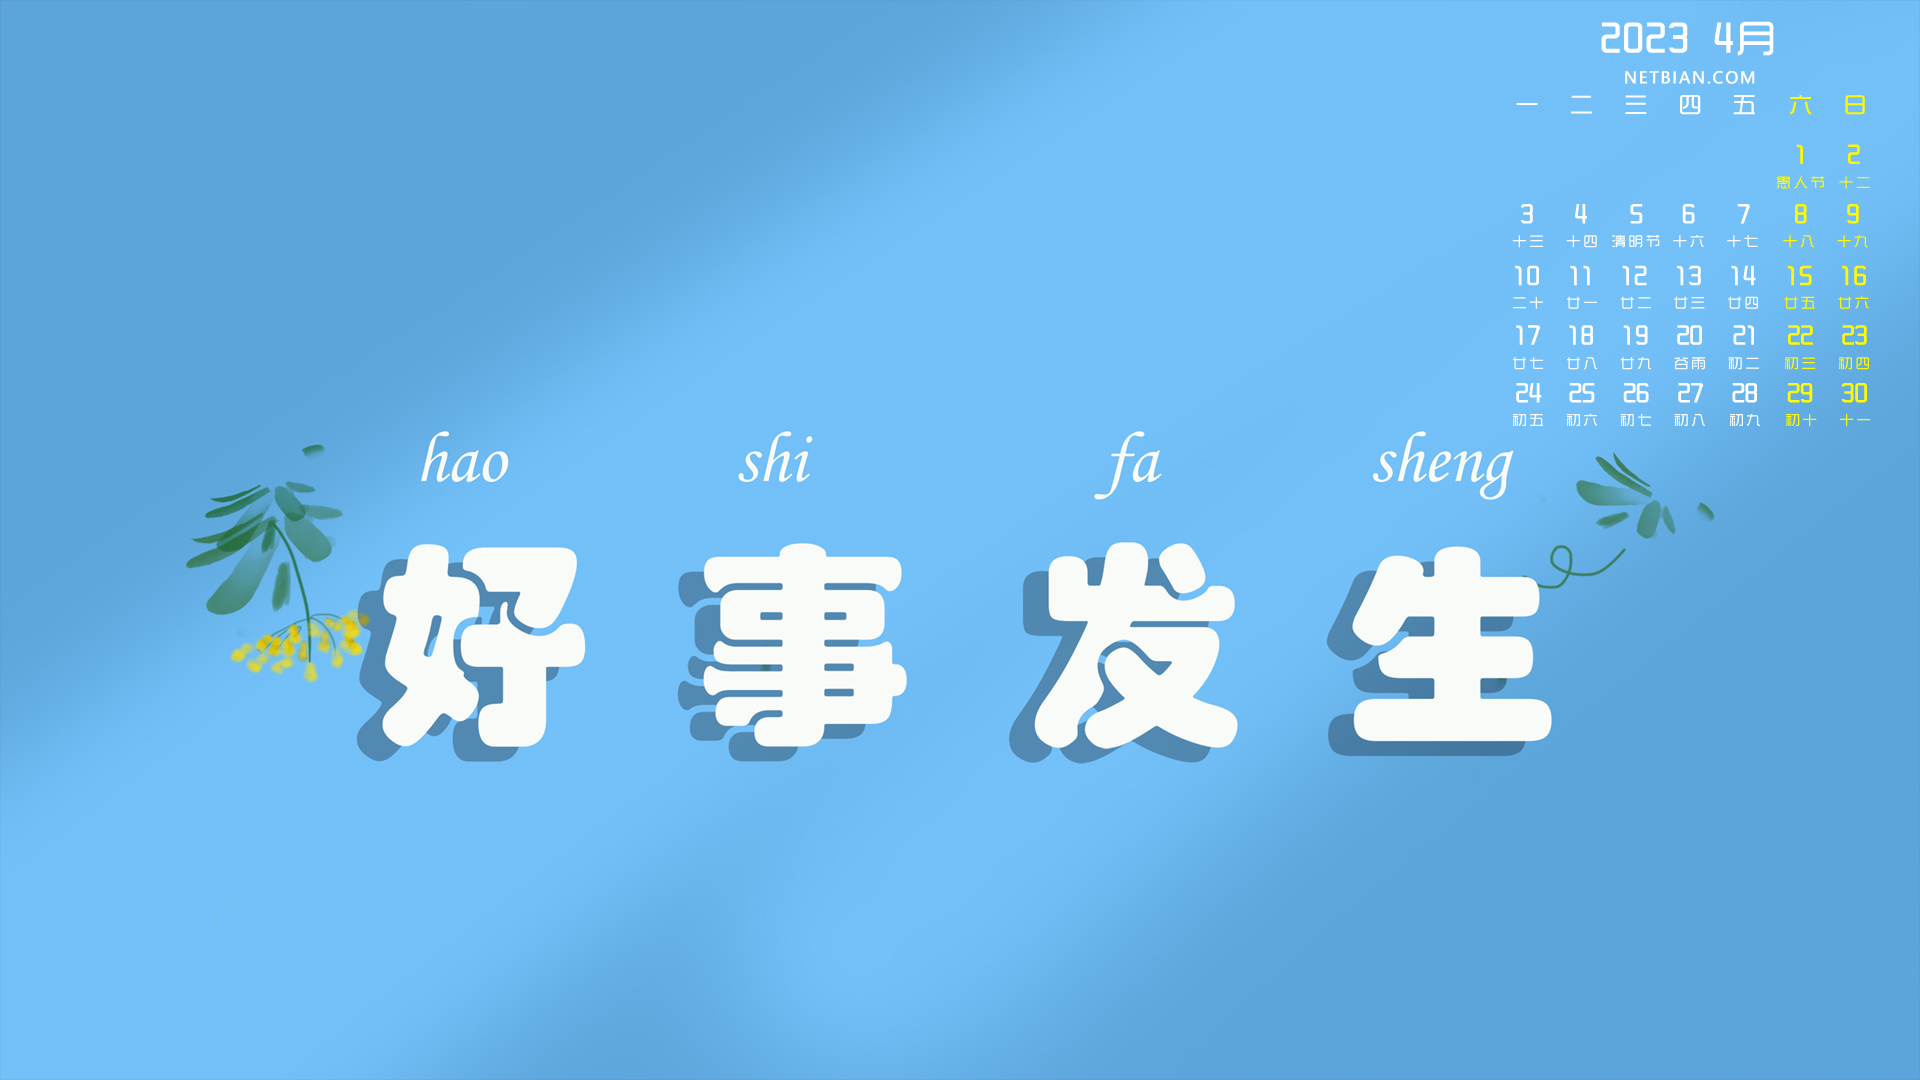 2023 4月
NETBIAN.COM
一 二 三 四 五 六 日
1 2
愚人节 十二
3 4 5 6 7 8 9
十三 十四 清明节 十六 十七 十八 十九
10 11 12 13 14 15 16
二十 廿一 廿二 廿三 廿四 廿五 廿六
17 18 19 20 21 22 23
廿七 廿八 廿九 谷雨 初二 初三 初四
24 25 26 27 28 29 30
初五 初六 初七 初八 初九 初十 十一
hao shi fa sheng
好事发生